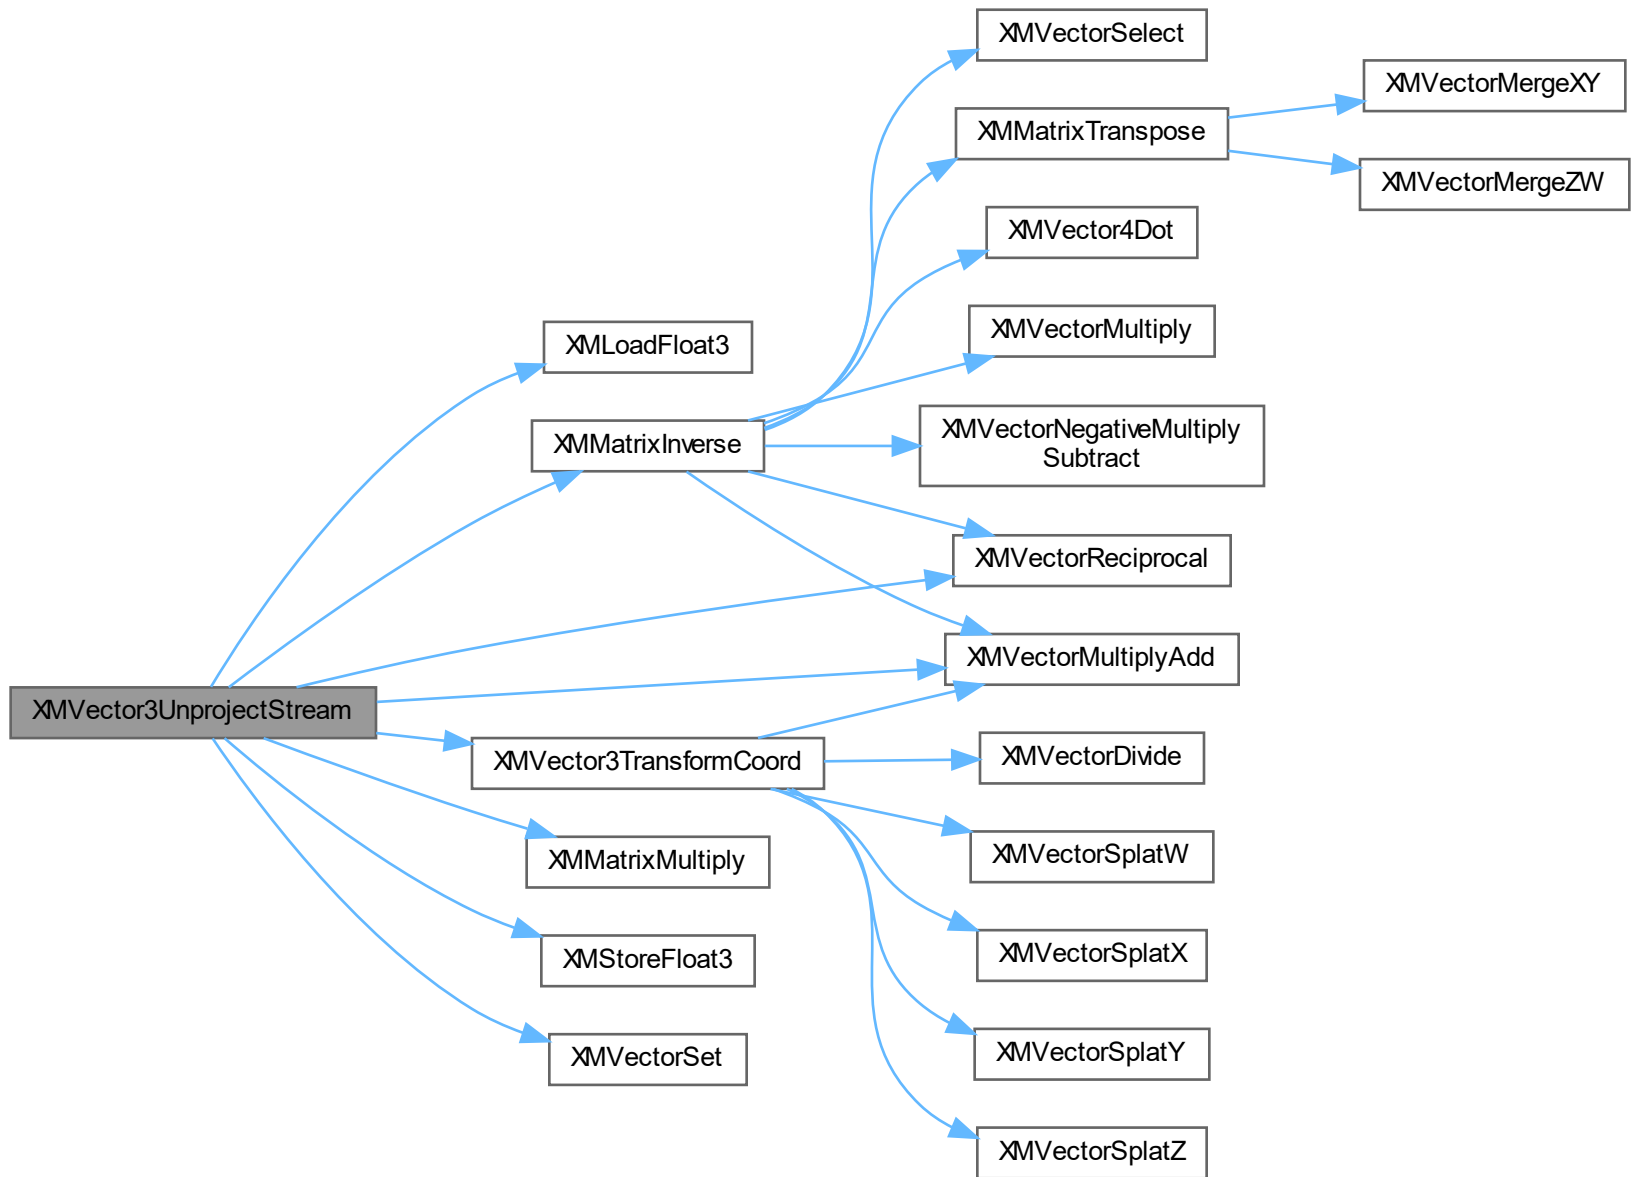 XMVectorSelect
XMVectorMergeXY
XMMatrixTranspose
XMVectorMergeZW
XMVector4Dot
XMVectorMultiply
XMLoadFloat3
XMVectorNegativeMultiply
Subtract
XMMatrixInverse
XMVectorReciprocal
XMVectorMultiplyAdd
XMVector3UnprojectStream
XMVector3TransformCoord
XMVectorDivide
XMVectorSplatW
XMMatrixMultiply
XMVectorSplatX
XMStoreFloat3
XMVectorSplatY
XMVectorSet
XMVectorSplatZ